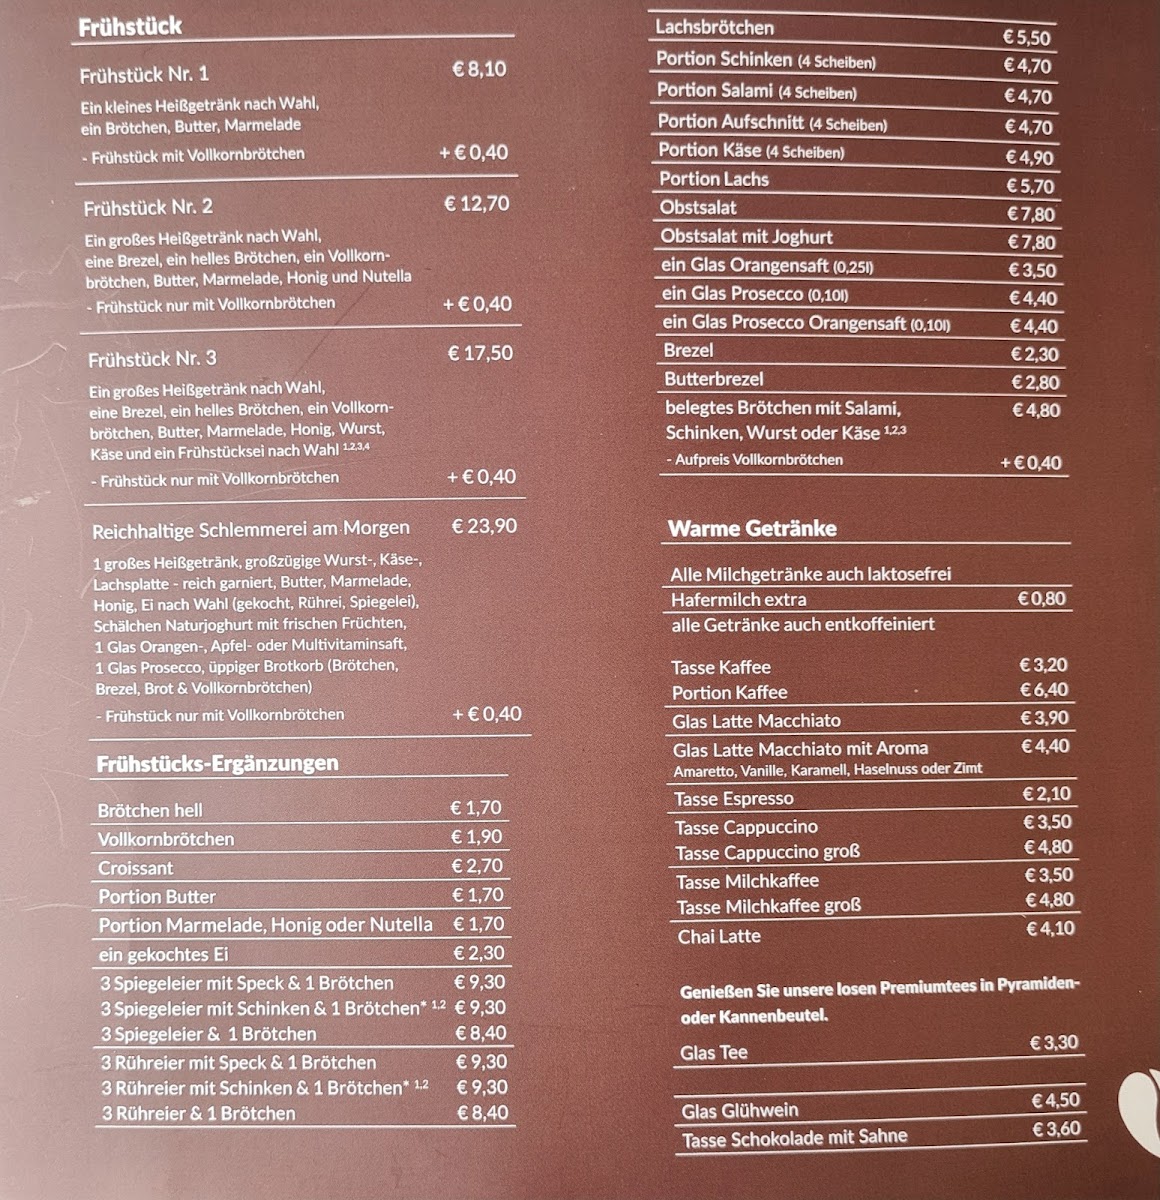 Frühstück
Frühstück Nr. 1 € 8,10
Ein kleines Heißgetränk nach Wahl,
ein Brötchen, Butter, Marmelade
- Frühstück mit Vollkornbrötchen + € 0,40
Frühstück Nr. 2 € 12,70
Ein großes Heißgetränk nach Wahl,
eine Brezel, ein helles Brötchen, ein Vollkorn-
brötchen, Butter, Marmelade, Honig und Nutella
- Frühstück nur mit Vollkornbrötchen + € 0,40
Frühstück Nr. 3 € 17,50
Ein großes Heißgetränk nach Wahl,
eine Brezel, ein helles Brötchen, ein Vollkorn-
brötchen, Butter, Marmelade, Honig, Wurst,
Käse und ein Frühstücksei nach Wahl 1,2,3,4
- Frühstück nur mit Vollkornbrötchen + € 0,40
Reichhaltige Schlemmerei am Morgen € 23,90
1 großes Heißgetränk, großzügige Wurst-, Käse-,
Lachsplatte - reich garniert, Butter, Marmelade,
Honig, Ei nach Wahl (gekocht, Rührei, Spiegelei),
Schälchen Naturjoghurt mit frischen Früchten,
1 Glas Orangen-, Apfel- oder Multivitaminsaft,
1 Glas Prosecco, üppiger Brotkorb (Brötchen,
Brezel, Brot & Vollkornbrötchen)
- Frühstück nur mit Vollkornbrötchen + € 0,40
Frühstücks-Ergänzungen
Brötchen hell € 1,70
Vollkornbrötchen € 1,90
Croissant € 2,70
Portion Butter € 1,70
Portion Marmelade, Honig oder Nutella € 1,70
ein gekochtes Ei € 2,30
3 Spiegeleier mit Speck & 1 Brötchen € 9,30
3 Spiegeleier mit Schinken & 1 Brötchen* 1,2 € 9,30
3 Spiegeleier & 1 Brötchen € 8,40
3 Rühreier mit Speck & 1 Brötchen € 9,30
3 Rühreier mit Schinken & 1 Brötchen* 1,2 € 9,30
3 Rühreier & 1 Brötchen € 8,40
Lachsbrötchen € 5,50
Portion Schinken (4 Scheiben) € 4,70
Portion Salami (4 Scheiben) € 4,70
Portion Aufschnitt (4 Scheiben) € 4,70
Portion Käse (4 Scheiben) € 4,90
Portion Lachs € 5,70
Obstsalat € 7,80
Obstsalat mit Joghurt € 7,80
ein Glas Orangensaft (0,25l) € 3,50
ein Glas Prosecco (0,10l) € 4,40
ein Glas Prosecco Orangensaft (0,10l) € 4,40
Brezel € 2,30
Butterbrezel € 2,80
belegtes Brötchen mit Salami, € 4,80
Schinken, Wurst oder Käse 1,2,3
- Aufpreis Vollkornbrötchen + € 0,40
Warme Getränke
Alle Milchgetränke auch laktosefrei
Hafermilch extra € 0,80
alle Getränke auch entkoffeiniert
Tasse Kaffee € 3,20
Portion Kaffee € 6,40
Glas Latte Macchiato € 3,90
Glas Latte Macchiato mit Aroma € 4,40
Amaretto, Vanille, Karamell, Haselnuss oder Zimt
Tasse Espresso € 2,10
Tasse Cappuccino € 3,50
Tasse Cappuccino groß € 4,80
Tasse Milchkaffee € 3,50
Tasse Milchkaffee groß € 4,80
Chai Latte € 4,10
Genießen Sie unsere losen Premiumtees in Pyramiden-
oder Kannenbeutel.
Glas Tee € 3,30
Glas Glühwein € 4,50
Tasse Schokolade mit Sahne € 3,60